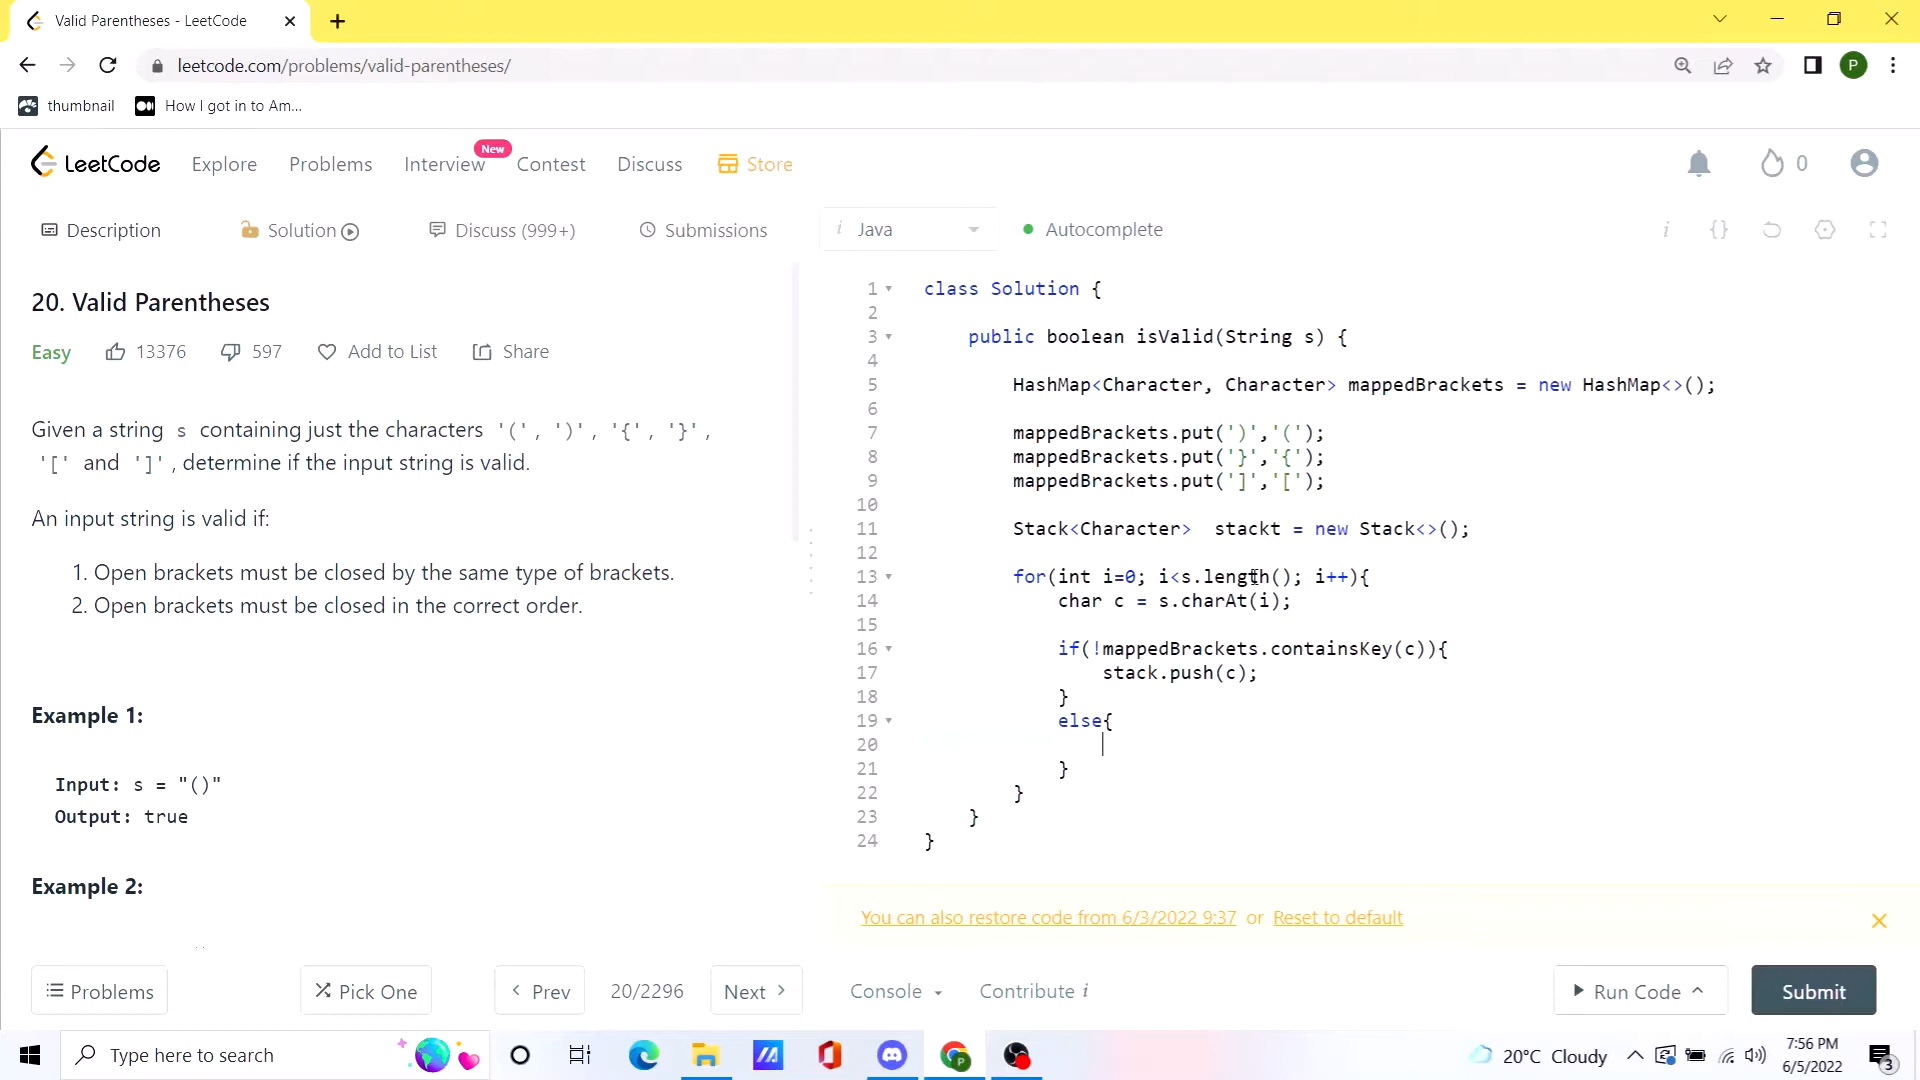 Valid Parentheses - LeetCode
leetcode.com/problems/valid-parentheses/
P
thumbnail
How I got in to Am...
LeetCode
Explore
Problems
Interview
New
Contest
Discuss
Store
0
Description
Solution
Discuss (999+)
Submissions
i Java
Autocomplete
i {}
20. Valid Parentheses
Easy 13376 597 Add to List Share
Given a string s containing just the characters '(', ')', '{', '}',
'[' and ']', determine if the input string is valid.
An input string is valid if:
1. Open brackets must be closed by the same type of brackets.
2. Open brackets must be closed in the correct order.
Example 1:
Input: s = "()"
Output: true
Example 2:
1 class Solution {
2
3 public boolean isValid(String s) {
4
5 HashMap<Character, Character> mappedBrackets = new HashMap<>();
6
7 mappedBrackets.put(')','(');
8 mappedBrackets.put('}','{');
9 mappedBrackets.put(']','[');
10
11 Stack<Character>  stackt = new Stack<>();
12
13 for(int i=0; i<s.length(); i++){
14 char c = s.charAt(i);
15
16 if(!mappedBrackets.containsKey(c)){
17 stack.push(c);
18 }
19 else{
20
21 }
22 }
23 }
24 }
You can also restore code from 6/3/2022 9:37 or Reset to default
Problems
Pick One
Prev
20/2296
Next
Console
Contribute i
Run Code
Submit
Type here to search
20°C Cloudy
7:56 PM
6/5/2022
3